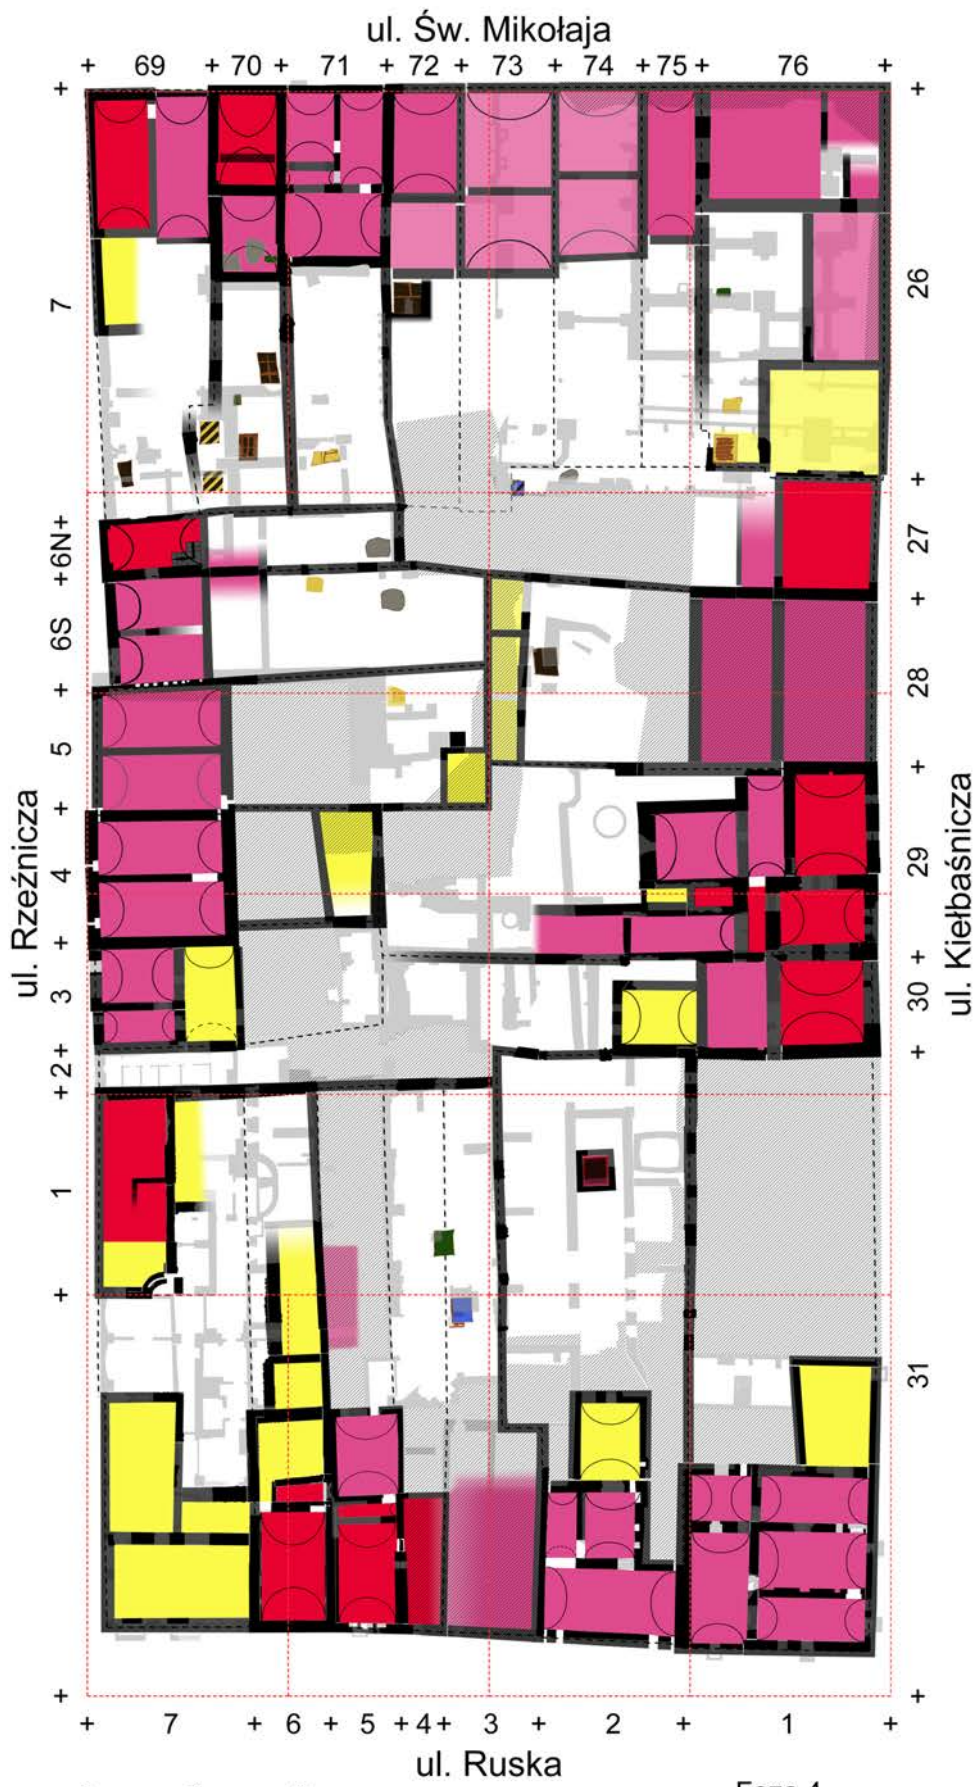 ul. Św. Mikołaja
+ 69 + 70 + 71 + 72 + 73 + 74 + 75 + 76 +
+ 7 +6N+ 6S + 5 + 4 + 3 +2+ 1 + +
ul. Rzeźnicza
+ 26 + 27 + 28 + 29 + 30 + 31 +
ul. Kiełbaśnicza
+ 7 + 6 + 5 +4+ 3 + 2 + 1 +
ul. Ruska